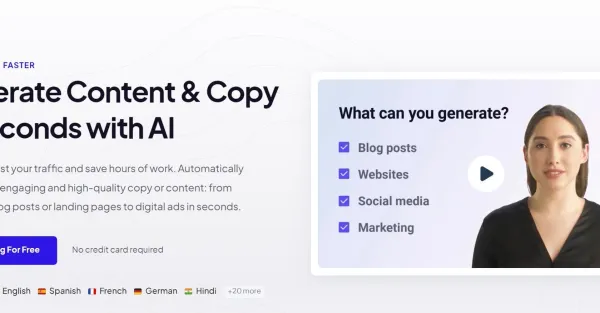 FASTER
erate Content & Copy
conds with AI
st your traffic and save hours of work. Automatically
engaging and high-quality copy or content: from
og posts or landing pages to digital ads in seconds.
g For Free
No credit card required
English Spanish French German Hindi +20 more
What can you generate?
Blog posts
Websites
Social media
Marketing